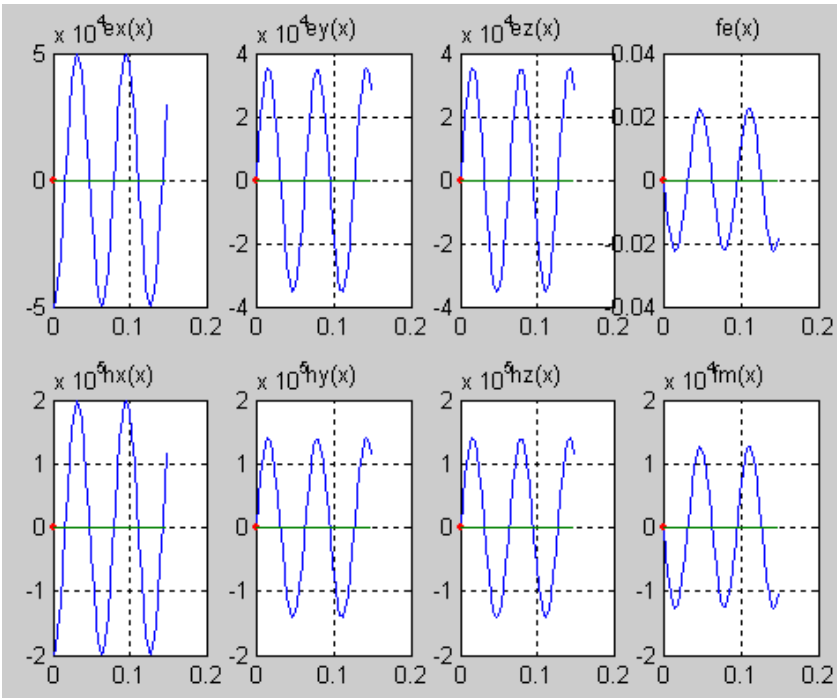 x 10^4 ex(x)
x 10^4 ey(x)
x 10^4 ez(x)
fe(x)
5
0
-5
0 0.1 0.2
4
2
0
-2
-4
0 0.1 0.2
4
2
0
-2
-4
0 0.1 0.2
0.04
0.02
0
-0.02
-0.04
0 0.1 0.2
x 10^5 hx(x)
x 10^5 hy(x)
x 10^5 hz(x)
x 10^4 fm(x)
2
1
0
-1
-2
0 0.1 0.2
2
1
0
-1
-2
0 0.1 0.2
2
1
0
-1
-2
0 0.1 0.2
2
1
0
-1
-2
0 0.1 0.2